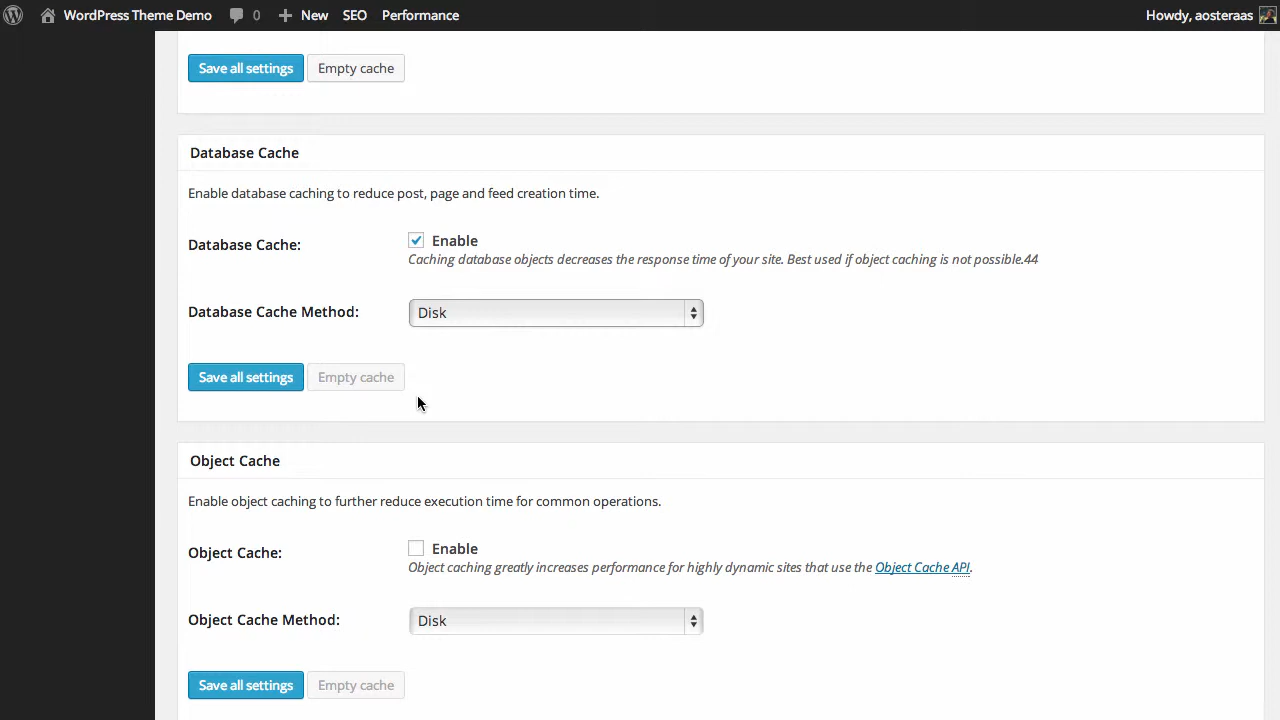 WordPress Theme Demo 0 New SEO Performance Howdy, aosteraas
Save all settings Empty cache
Database Cache
Enable database caching to reduce post, page and feed creation time.
Database Cache: Enable
Caching database objects decreases the response time of your site. Best used if object caching is not possible.44
Database Cache Method: Disk
Save all settings Empty cache
Object Cache
Enable object caching to further reduce execution time for common operations.
Object Cache: Enable
Object caching greatly increases performance for highly dynamic sites that use the Object Cache API.
Object Cache Method: Disk
Save all settings Empty cache